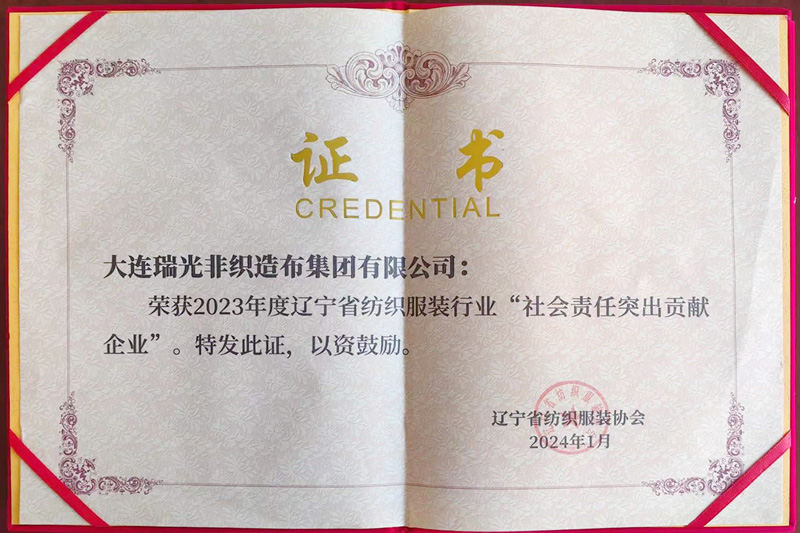 证书
CREDENTIAL
大连瑞光非织造布集团有限公司：
荣获2023年度辽宁省纺织服装行业“社会责任突出贡献
企业”。特发此证，以资鼓励。
辽宁省纺织服装协会
2024年1月